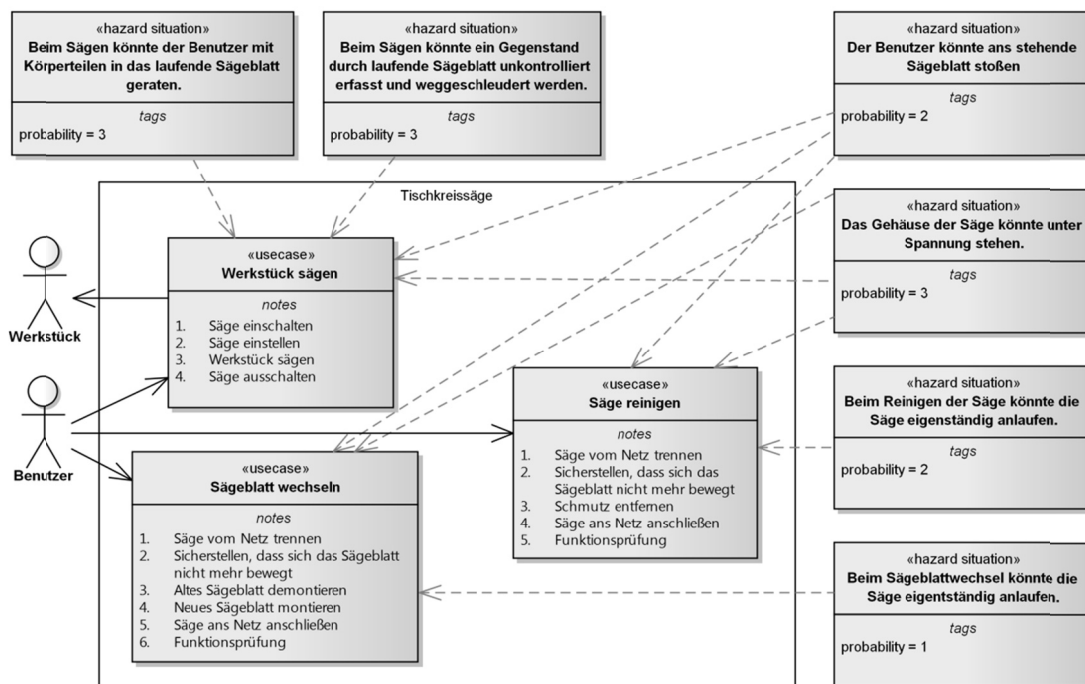 «hazard situation»
Beim Sägen könnte der Benutzer mit
Körperteilen in das laufende Sägeblatt
geraten.
tags
probability = 3
«hazard situation»
Beim Sägen könnte ein Gegenstand
durch laufende Sägeblatt unkontrolliert
erfasst und weggeschleudert werden.
tags
probability = 3
«hazard situation»
Der Benutzer könnte ans stehende
Sägeblatt stoßen
tags
probability = 2
Tischkreissäge
«hazard situation»
Das Gehäuse der Säge könnte unter
Spannung stehen.
tags
probability = 3
Werkstück
«usecase»
Werkstück sägen
notes
1. Säge einschalten
2. Säge einstellen
3. Werkstück sägen
4. Säge ausschalten
Benutzer
«usecase»
Säge reinigen
notes
1. Säge vom Netz trennen
2. Sicherstellen, dass sich das
Sägeblatt nicht mehr bewegt
3. Schmutz entfernen
4. Säge ans Netz anschließen
5. Funktionsprüfung
«hazard situation»
Beim Reinigen der Säge könnte die
Säge eigenständig anlaufen.
tags
probability = 2
«usecase»
Sägeblatt wechseln
notes
1. Säge vom Netz trennen
2. Sicherstellen, dass sich das Sägeblatt
nicht mehr bewegt
3. Altes Sägeblatt demontieren
4. Neues Sägeblatt montieren
5. Säge ans Netz anschließen
6. Funktionsprüfung
«hazard situation»
Beim Sägeblattwechsel könnte die
Säge eigentständig anlaufen.
tags
probability = 1